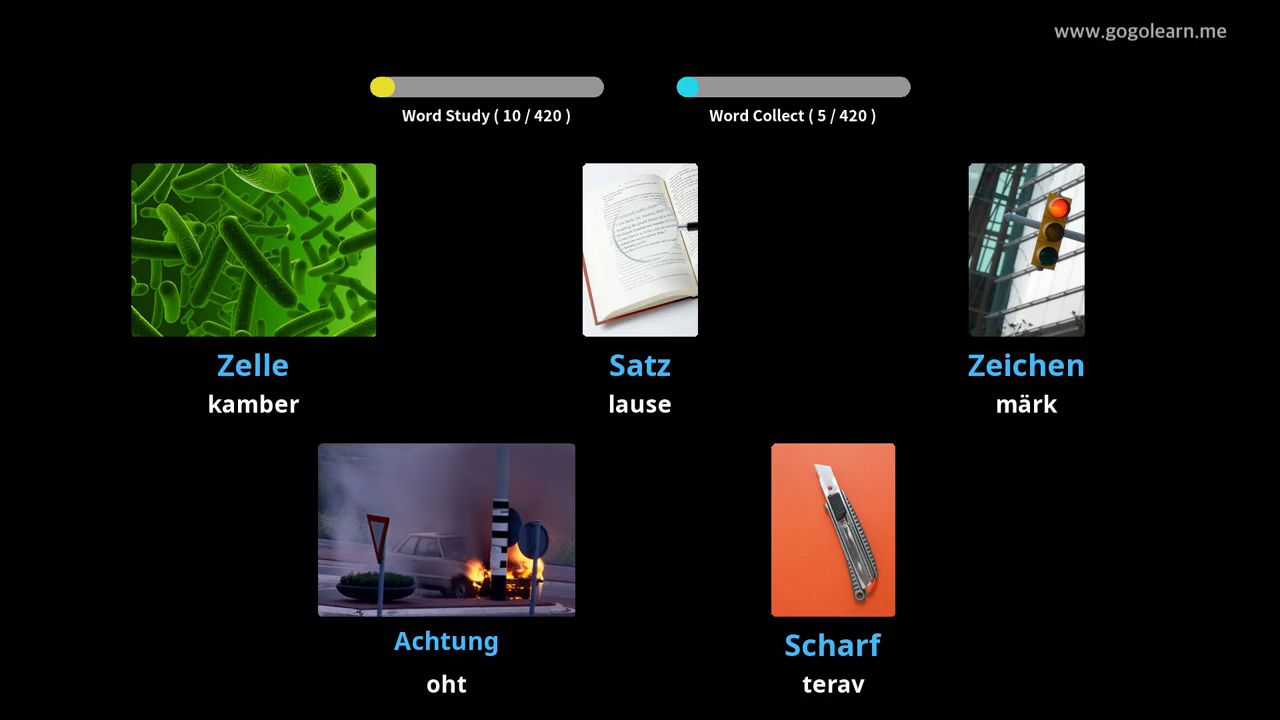 www.gogolearn.me
Word Study ( 10 / 420 )
Word Collect ( 5 / 420 )
Zelle
kamber
Satz
lause
Zeichen
märk
Achtung
oht
Scharf
terav